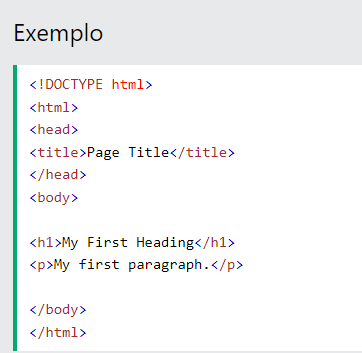 Exemplo
<!DOCTYPE html>
<html>
<head>
<title>Page Title</title>
</head>
<body>
<h1>My First Heading</h1>
<p>My first paragraph.</p>
</body>
</html>